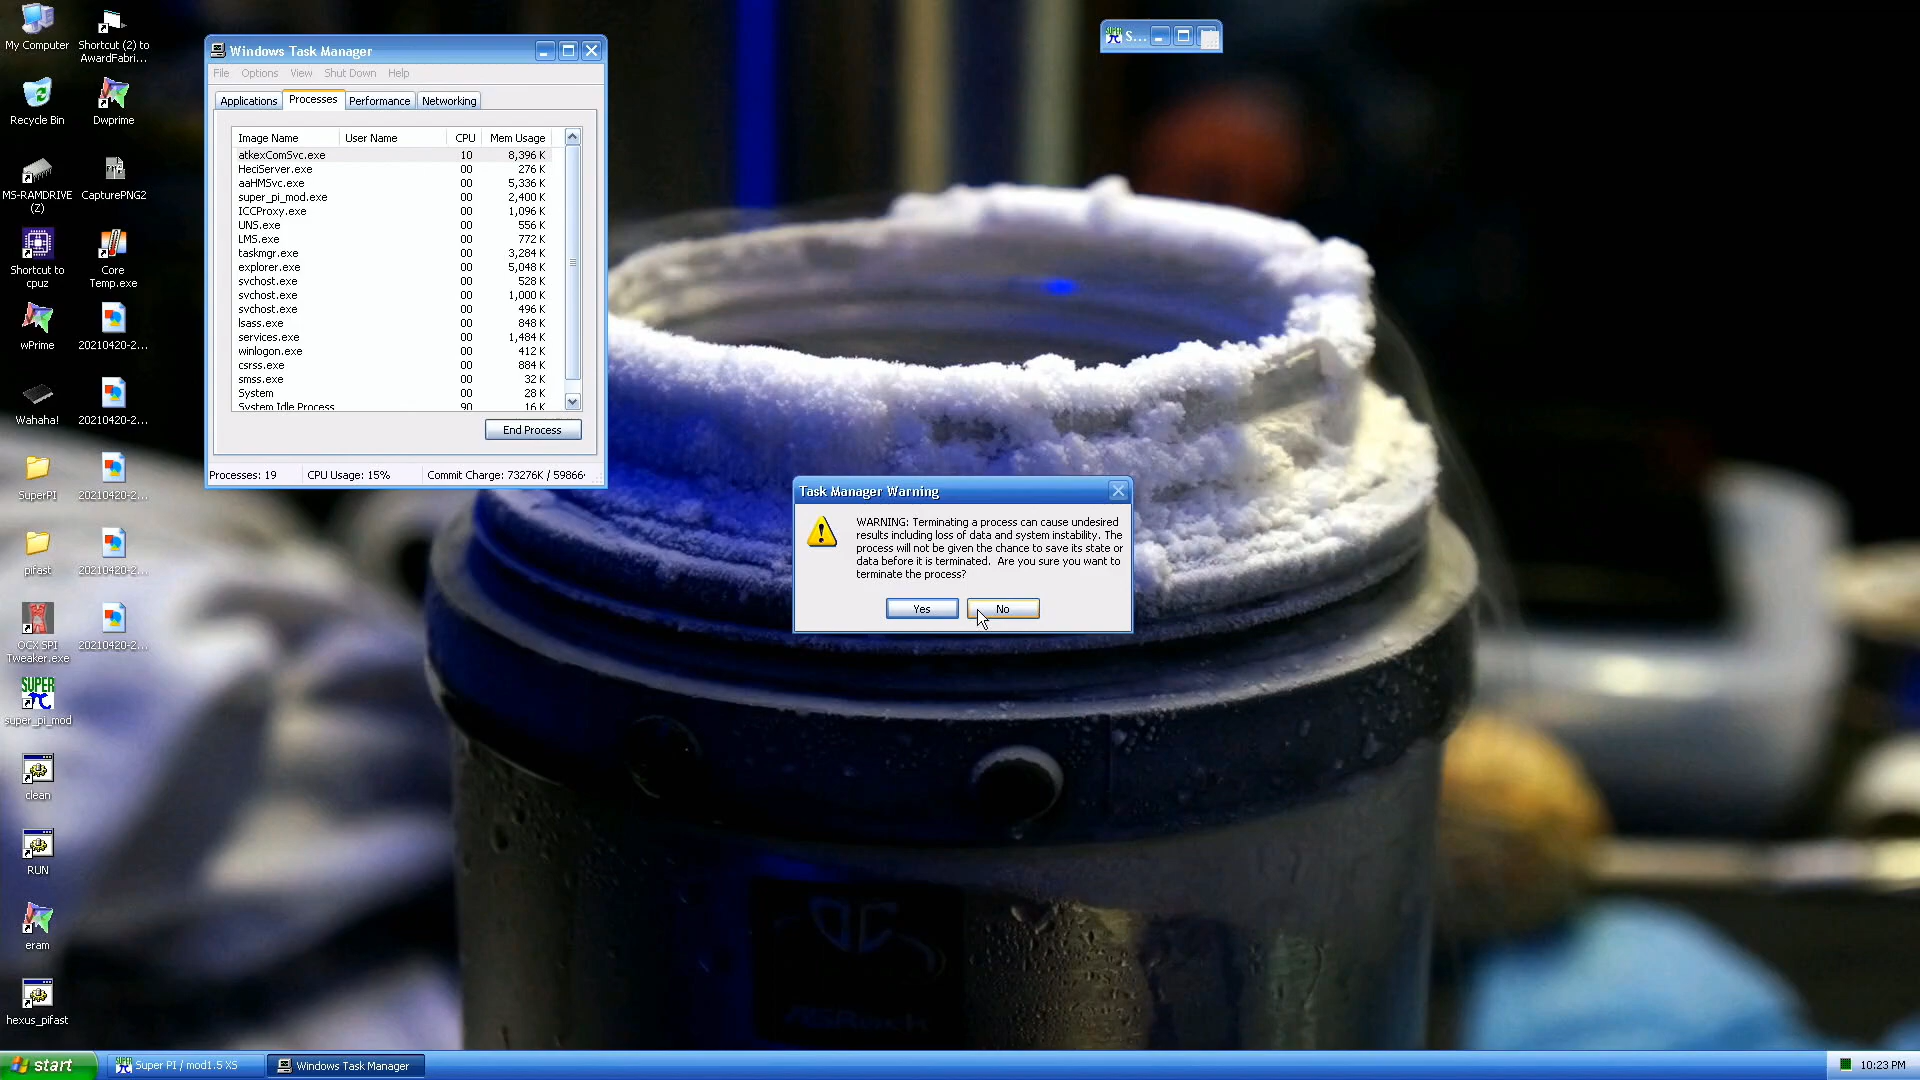 My Computer
Shortcut (2) to
AwardFabri...
Recycle Bin
Dwprime
MS-RAMDRIVE
(Z)
CapturePNG2
Shortcut to
cpuz
Core
Temp.exe
wPrime
20210420-2...
Wahaha!
20210420-2...
SuperPI
20210420-2...
pifast
20210420-2...
OCX SPI
Tweaker.exe
20210420-2...
SUPER
super_pi_mod
clean
RUN
eram
hexus_pifast
Windows Task Manager
File Options View Shut Down Help
Applications Processes Performance Networking
Image Name User Name CPU Mem Usage
atkexComSvc.exe 10 8,396 K
HeciServer.exe 00 276 K
aaHMSvc.exe 00 5,336 K
super_pi_mod.exe 00 2,400 K
ICCProxy.exe 00 1,096 K
UNS.exe 00 556 K
LMS.exe 00 772 K
taskmgr.exe 00 3,284 K
explorer.exe 00 5,048 K
svchost.exe 00 528 K
svchost.exe 00 1,000 K
svchost.exe 00 496 K
lsass.exe 00 848 K
services.exe 00 1,484 K
winlogon.exe 00 412 K
csrss.exe 00 884 K
smss.exe 00 32 K
System 00 28 K
System Idle Process 90 16 K
End Process
Processes: 19 CPU Usage: 15% Commit Charge: 73276K / 59866
S...
Task Manager Warning
WARNING: Terminating a process can cause undesired
results including loss of data and system instability. The
process will not be given the chance to save its state or
data before it is terminated. Are you sure you want to
terminate the process?
Yes No
start
Super PI / mod1.5 XS
Windows Task Manager
10:23 PM